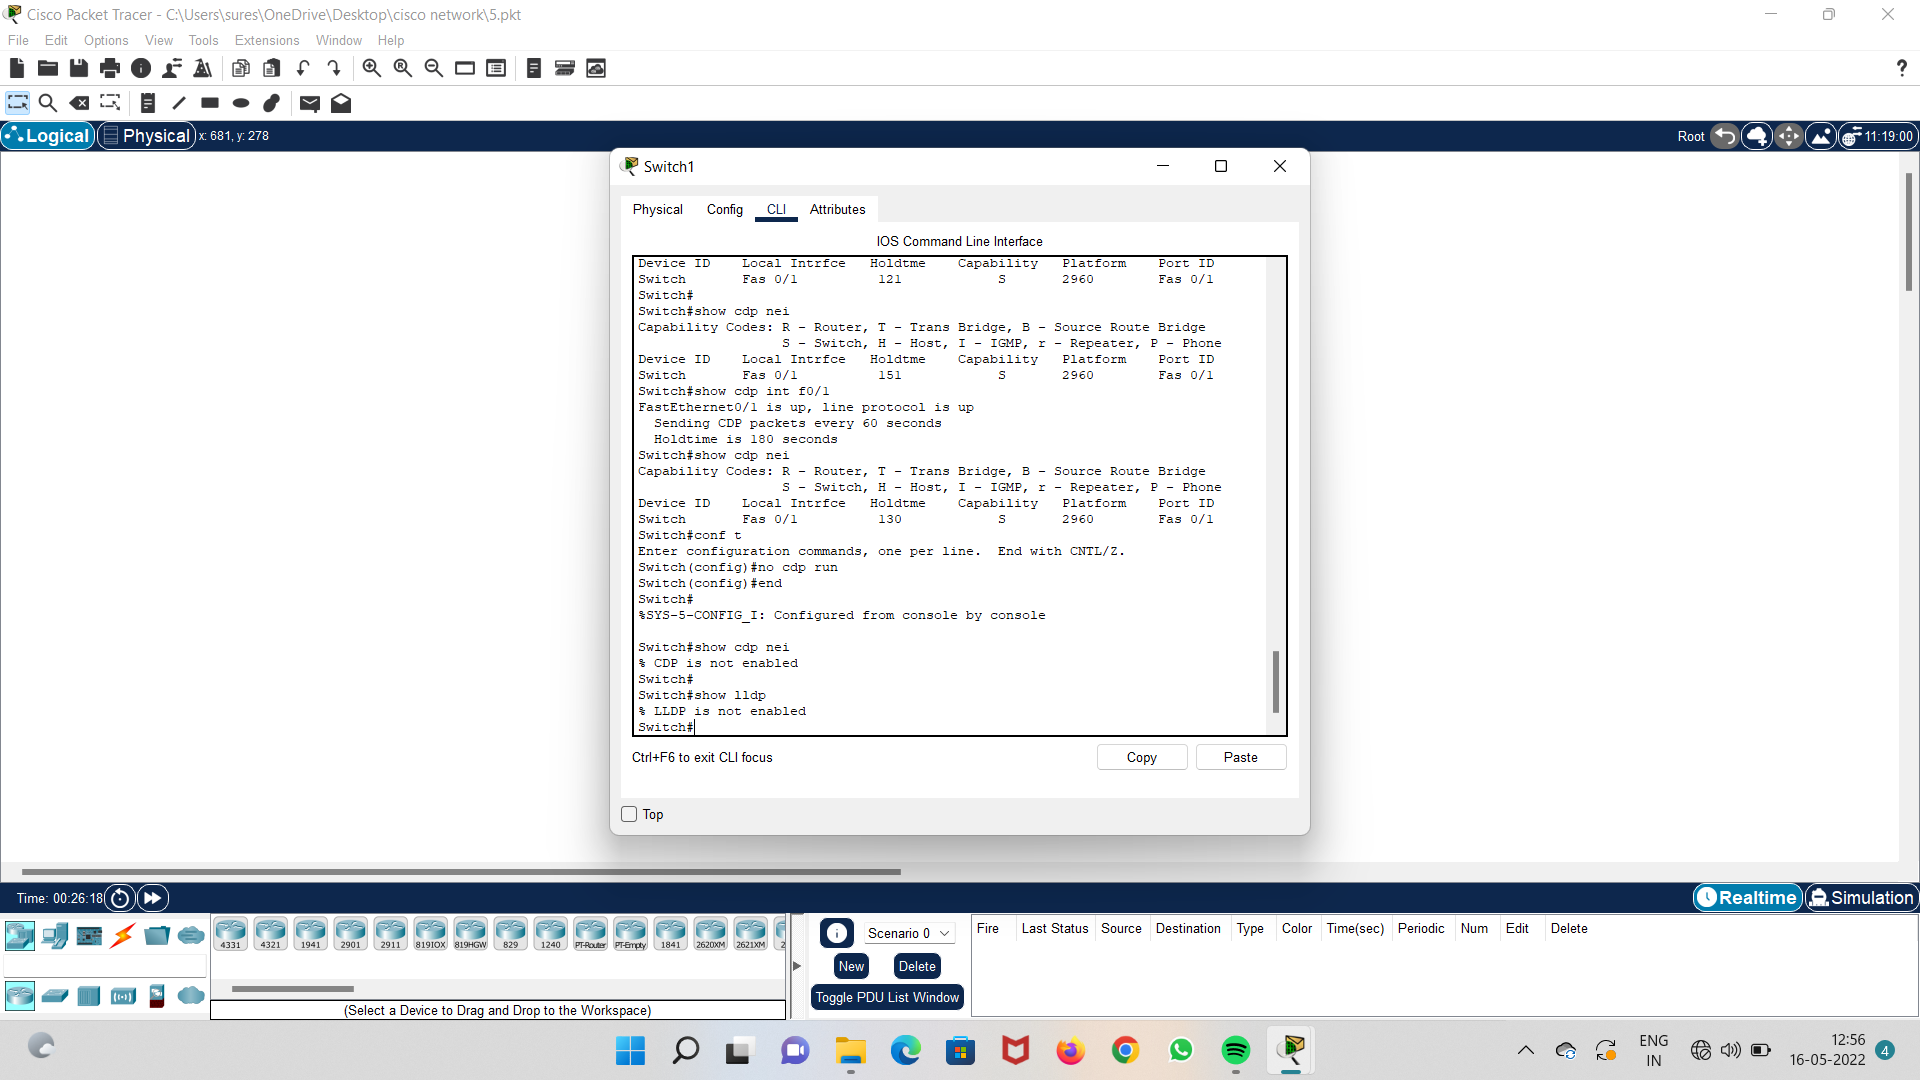 Cisco Packet Tracer - C:\Users\sures\OneDrive\Desktop\cisco network\5.pkt
File Edit Options View Tools Extensions Window Help
Logical Physical x: 681, y: 278 Root 11:19:00
Switch1
Physical Config CLI Attributes
IOS Command Line Interface
Device ID Local Intrfce Holdtme Capability Platform Port ID
Switch Fas 0/1 121 S 2960 Fas 0/1
Switch#
Switch#show cdp nei
Capability Codes: R - Router, T - Trans Bridge, B - Source Route Bridge
S - Switch, H - Host, I - IGMP, r - Repeater, P - Phone
Device ID Local Intrfce Holdtme Capability Platform Port ID
Switch Fas 0/1 151 S 2960 Fas 0/1
Switch#show cdp int f0/1
FastEthernet0/1 is up, line protocol is up
Sending CDP packets every 60 seconds
Holdtime is 180 seconds
Switch#show cdp nei
Capability Codes: R - Router, T - Trans Bridge, B - Source Route Bridge
S - Switch, H - Host, I - IGMP, r - Repeater, P - Phone
Device ID Local Intrfce Holdtme Capability Platform Port ID
Switch Fas 0/1 130 S 2960 Fas 0/1
Switch#conf t
Enter configuration commands, one per line. End with CNTL/Z.
Switch(config)#no cdp run
Switch(config)#end
Switch#
%SYS-5-CONFIG_I: Configured from console by console
Switch#show cdp nei
% CDP is not enabled
Switch#
Switch#show lldp
% LLDP is not enabled
Switch#
Ctrl+F6 to exit CLI focus Copy Paste
Top
Time: 00:26:18 Realtime Simulation
4331 4321 1941 2901 2911 819IOX 819HGW 829 1240 PT-Router PT-Empty 1841 2620XM 2621XM 2
Scenario 0
New Delete
Toggle PDU List Window
Fire Last Status Source Destination Type Color Time(sec) Periodic Num Edit Delete
(Select a Device to Drag and Drop to the Workspace)
ENG
IN
12:56
16-05-2022
4